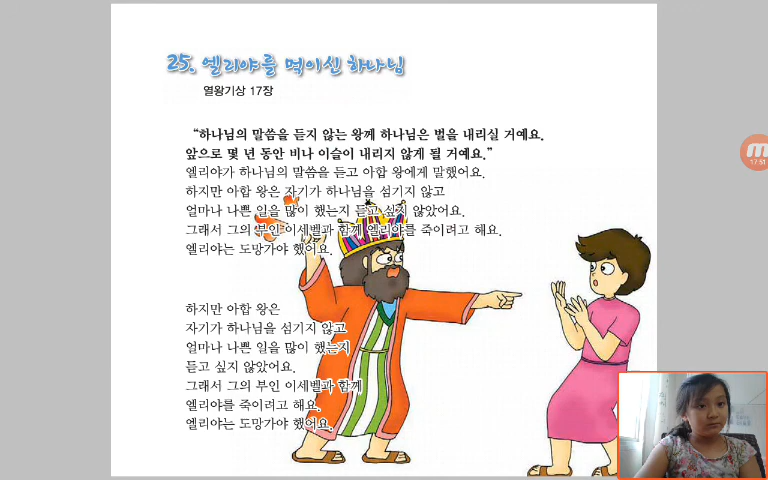 25. 엘리야를 먹이신 하나님
열왕기상 17장
“하나님의 말씀을 듣지 않는 왕께 하나님은 벌을 내리실 거예요.
앞으로 몇 년 동안 비나 이슬이 내리지 않게 될 거예요.”
엘리야가 하나님의 말씀을 듣고 아합 왕에게 말했어요.
하지만 아합 왕은 자기가 하나님을 섬기지 않고
얼마나 나쁜 일을 많이 했는지 듣고 싶지 않았어요.
그래서 그의 부인 이세벨과 함께 엘리야를 죽이려고 해요.
엘리야는 도망가야 했어요.
하지만 아합 왕은
자기가 하나님을 섬기지 않고
얼마나 나쁜 일을 많이 했는지
듣고 싶지 않았어요.
그래서 그의 부인 이세벨과 함께
엘리야를 죽이려고 해요.
엘리야는 도망가야 했어요.
17:51